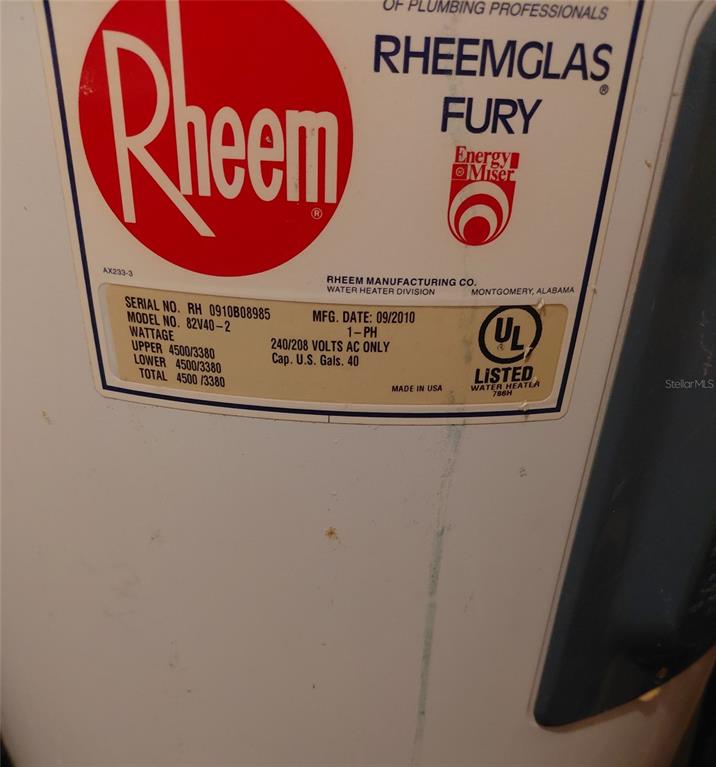 OF PLUMBING PROFESSIONALS
Rheem®
RHEEMGLAS®
FURY
Energy
Miser
AX233-3
RHEEM MANUFACTURING CO.
WATER HEATER DIVISION MONTGOMERY, ALABAMA
SERIAL NO. RH 0910B08985 MFG. DATE: 09/2010
MODEL NO. 82V40-2 1-PH
WATTAGE 240/208 VOLTS AC ONLY
UPPER 4500/3380 Cap. U.S. Gals. 40
LOWER 4500/3380
TOTAL 4500/3380
MADE IN USA
UL
LISTED
WATER HEATER
786H
StellarMLS